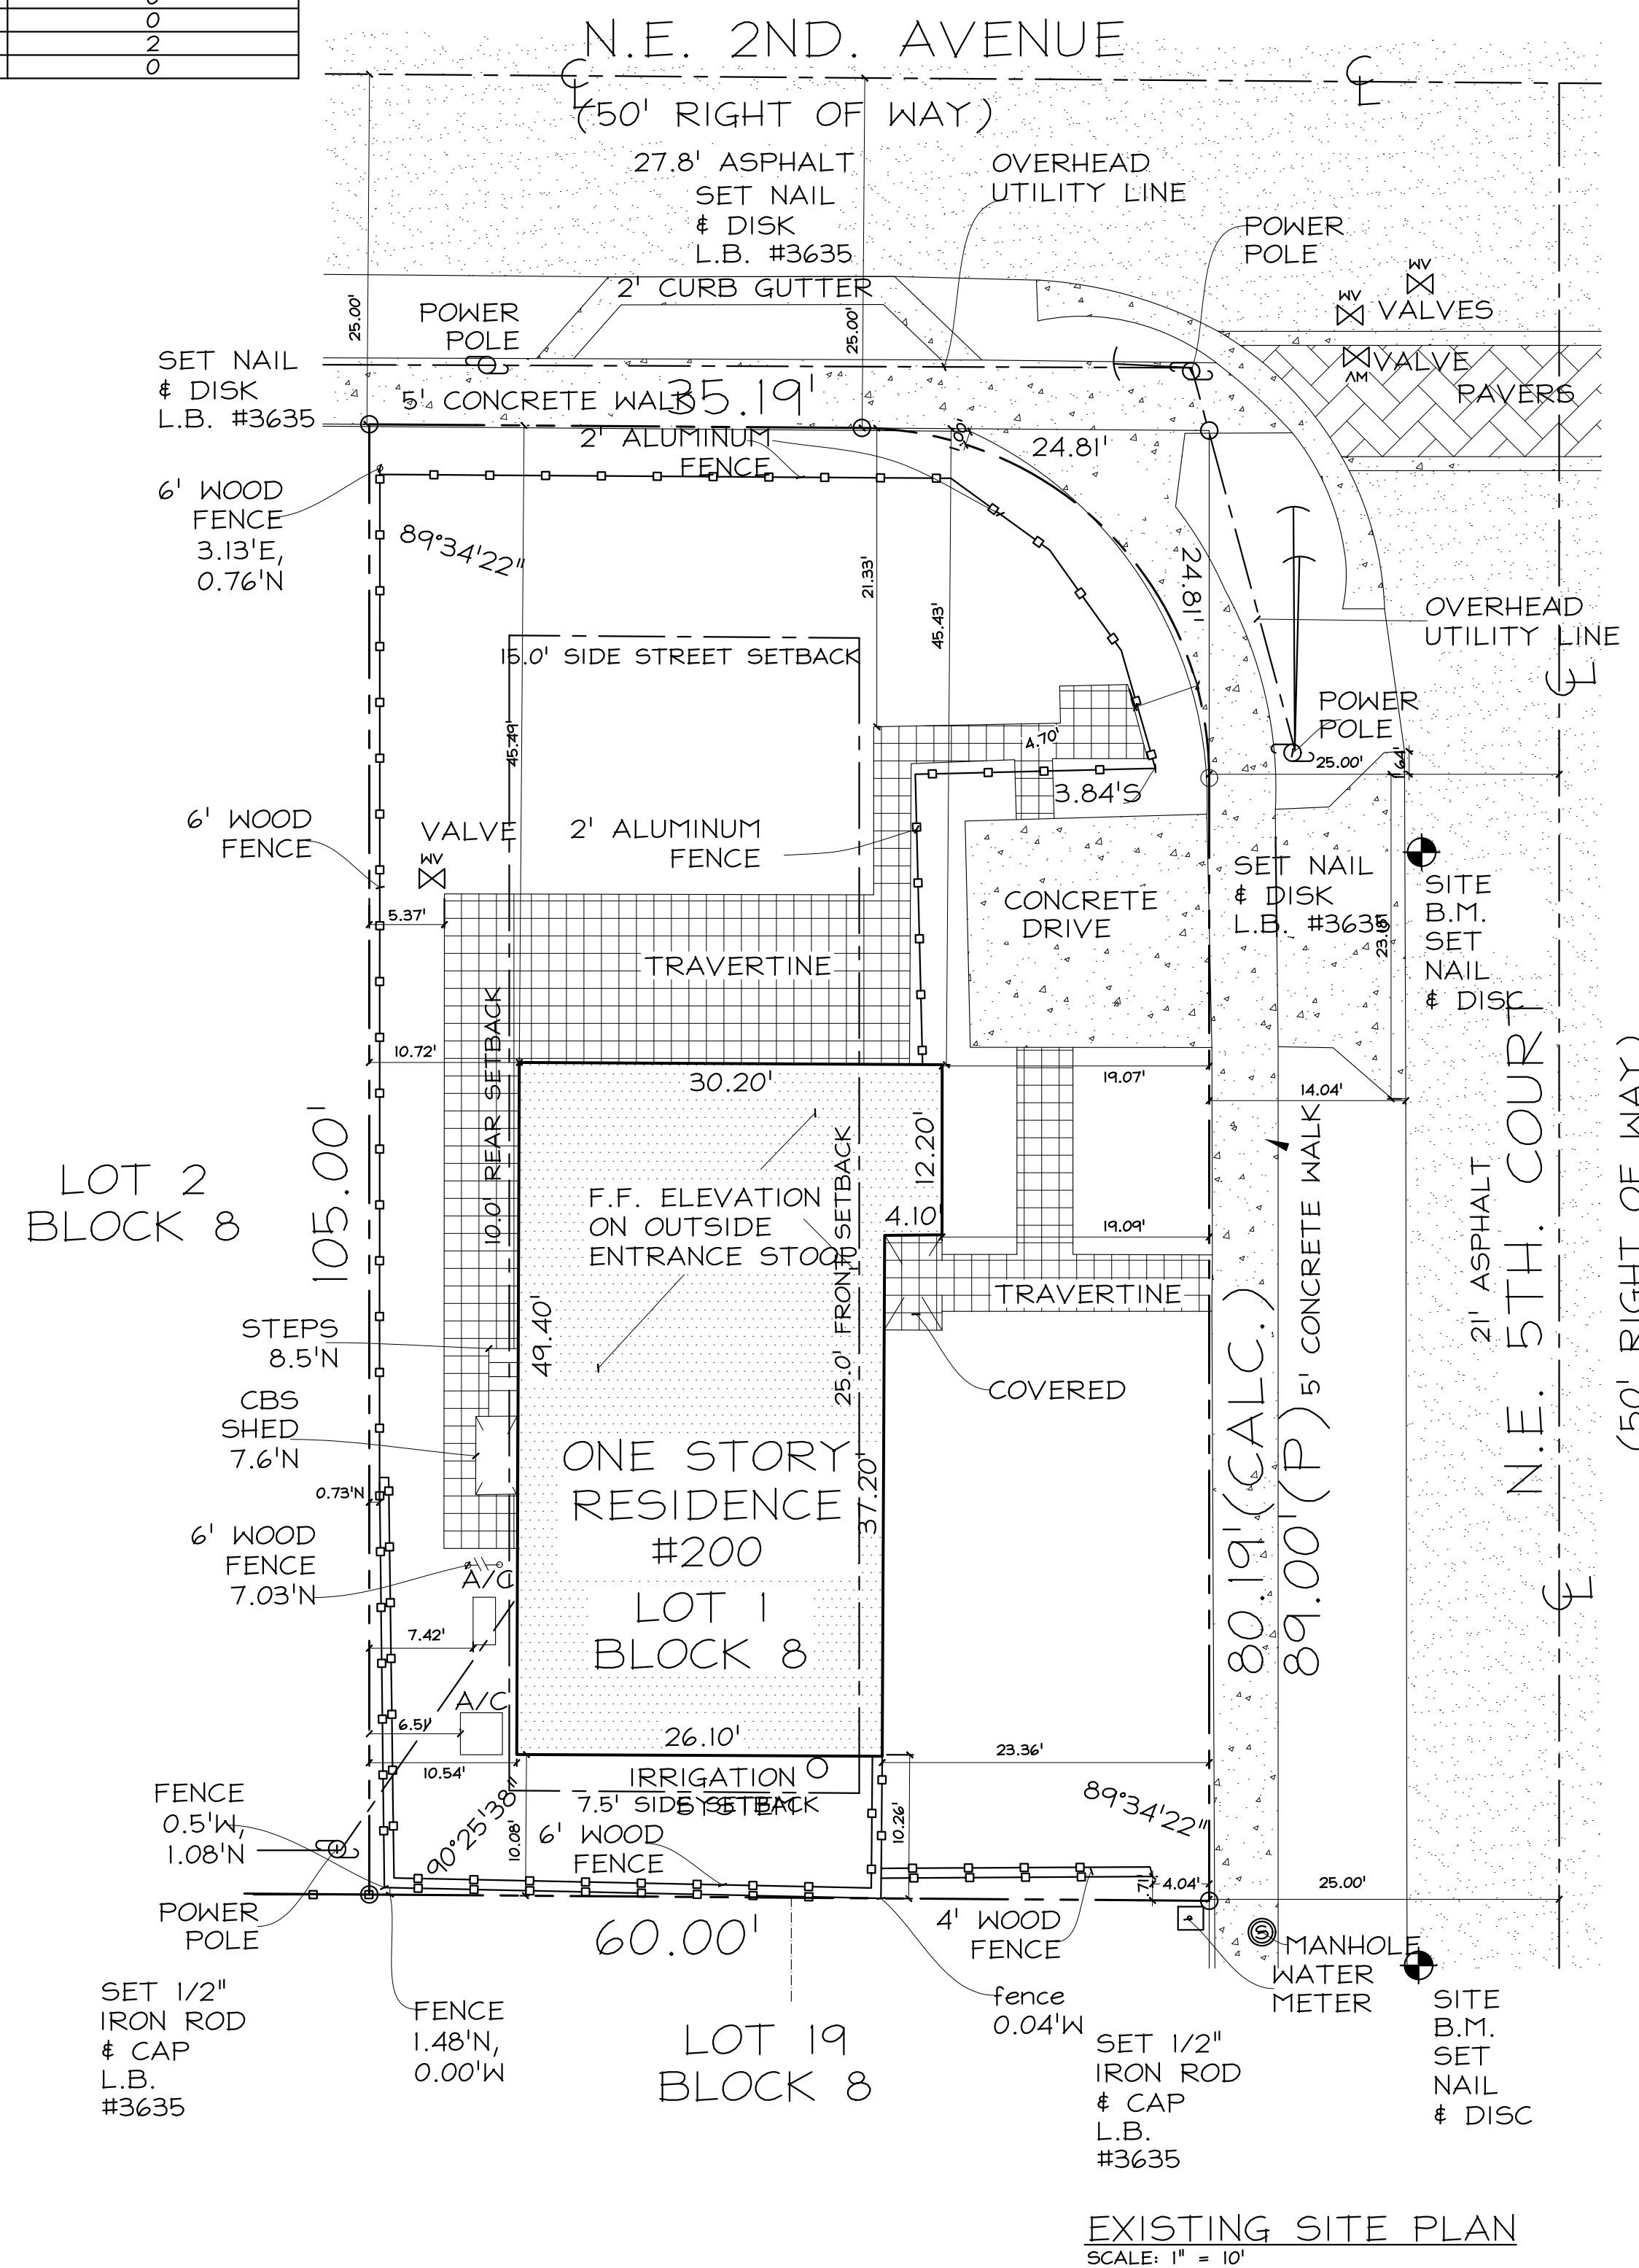 0
2
0
N.E. 2ND. AVENUE
(50' RIGHT OF WAY)
27.8' ASPHALT
SET NAIL
& DISK
L.B. #3635
OVERHEAD
UTILITY LINE
POWER
POLE
2' CURB GUTTER
WV
WV
VALVES
VALVE
WV
PAVERS
25.00'
25.00'
POWER
POLE
SET NAIL
& DISK
L.B. #3635
5' CONCRETE WALK
35.19'
2' ALUMINUM
FENCE
1.00'
24.81'
24.81'
6' WOOD
FENCE
3.13'E,
0.76'N
89°34'22"
21.33'
45.43'
OVERHEAD
UTILITY LINE
15.0' SIDE STREET SETBACK
45.49'
POWER
POLE
4.70'
25.00'
3.84'S
6' WOOD
FENCE
VALVE
WV
2' ALUMINUM
FENCE
5.37'
CONCRETE
DRIVE
SET NAIL
& DISK
L.B. #3635
23.18'
SITE
B.M.
SET
NAIL
& DISC
TRAVERTINE
10.72'
30.20'
19.07'
14.04'
10.0' REAR SETBACK
105.00'
LOT 2
BLOCK 8
12.20'
4.10'
19.09'
F.F. ELEVATION
ON OUTSIDE
ENTRANCE STOOP
25.0' FRONT SETBACK
TRAVERTINE
49.40'
STEPS
8.5'N
COVERED
CBS
SHED
7.6'N
0.73'N
6' WOOD
FENCE
7.03'N
A/C
ONE STORY
RESIDENCE
#200
LOT 1
BLOCK 8
37.20'
80.19'(CALC.)
89.00'(P)
5' CONCRETE WALK
21' ASPHALT
N.E. 5TH. COURT
(50' RIGHT OF WAY)
7.42'
A/C
6.51'
26.10'
23.36'
10.54'
IRRIGATION
SYSTEM
7.5' SIDE SETBACK
FENCE
0.5'W,
1.08'N
90°25'38"
10.08'
6' WOOD
FENCE
10.26'
89°34'22"
4.04'
25.00'
POWER
POLE
60.00'
4' WOOD
FENCE
MANHOLE
S
WATER
METER
SET 1/2"
IRON ROD
& CAP
L.B.
#3635
FENCE
1.48'N,
0.00'W
LOT 19
BLOCK 8
fence
0.04'W
SET 1/2"
IRON ROD
& CAP
L.B.
#3635
SITE
B.M.
SET
NAIL
& DISC
EXISTING SITE PLAN
SCALE: 1" = 10'